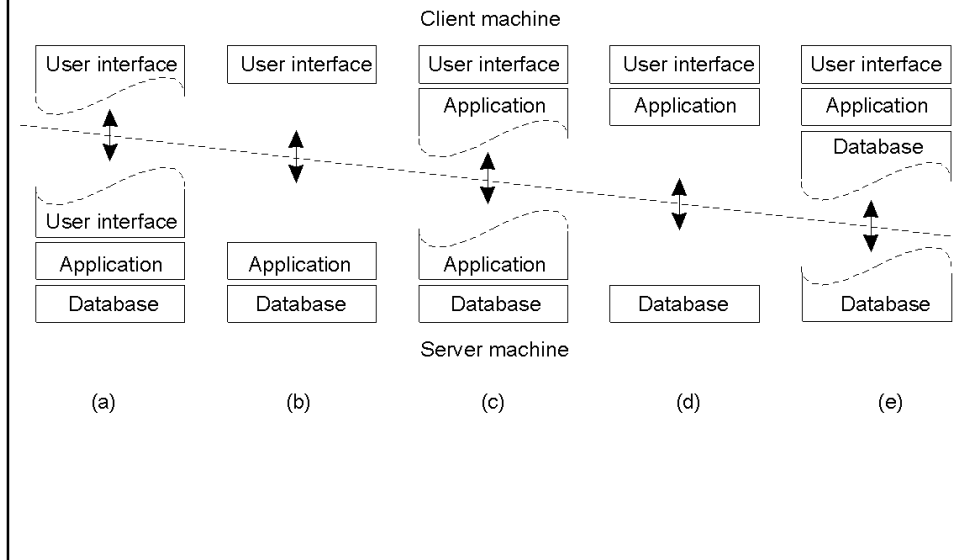 Client machine
User interface User interface User interface User interface User interface
Application Application Application
Database
User interface
Application Application Application
Database Database Database Database Database
Server machine
(a) (b) (c) (d) (e)